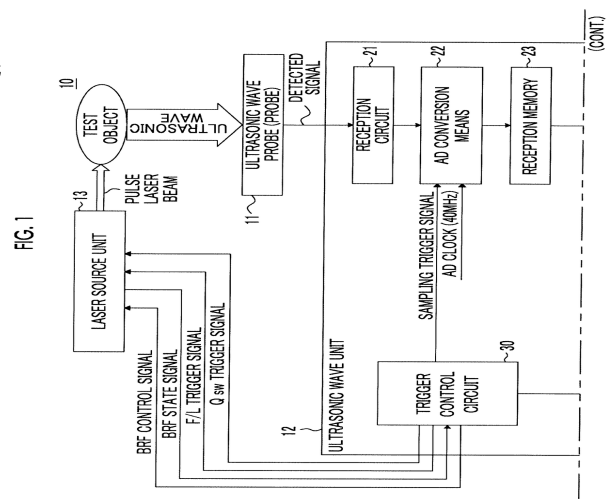 FIG. 1
10
TEST
OBJECT
13
LASER SOURCE UNIT
PULSE
LASER
BEAM
ULTRASONIC
WAVE
11
ULTRASONIC WAVE
PROBE (PROBE)
DETECTED
SIGNAL
BRF CONTROL SIGNAL
BRF STATE SIGNAL
F/L TRIGGER SIGNAL
Q sw TRIGGER SIGNAL
12
ULTRASONIC WAVE UNIT
21
RECEPTION
CIRCUIT
22
AD CONVERSION
MEANS
23
RECEPTION MEMORY
SAMPLING TRIGGER SIGNAL
AD CLOCK (40MHz)
30
TRIGGER
CONTROL
CIRCUIT
(CONT.)